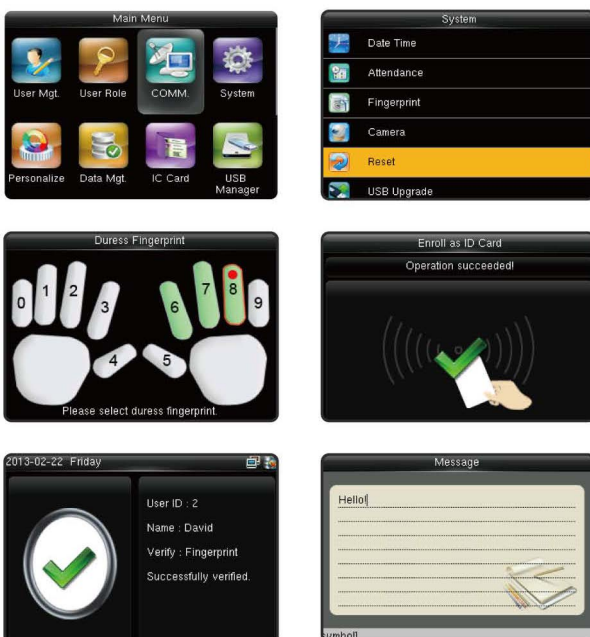 Main Menu
User Mgt.
User Role
COMM.
System
Personalize
Data Mgt.
IC Card
USB
Manager
System
Date Time
Attendance
Fingerprint
Camera
Reset
USB Upgrade
Duress Fingerprint
0
1
2
3
4
5
6
7
8
9
Please select duress fingerprint.
Enroll as ID Card
Operation succeeded!
2013-02-22 Friday
User ID : 2
Name : David
Verify : Fingerprint
Successfully verified.
Message
Hello!
symbol]